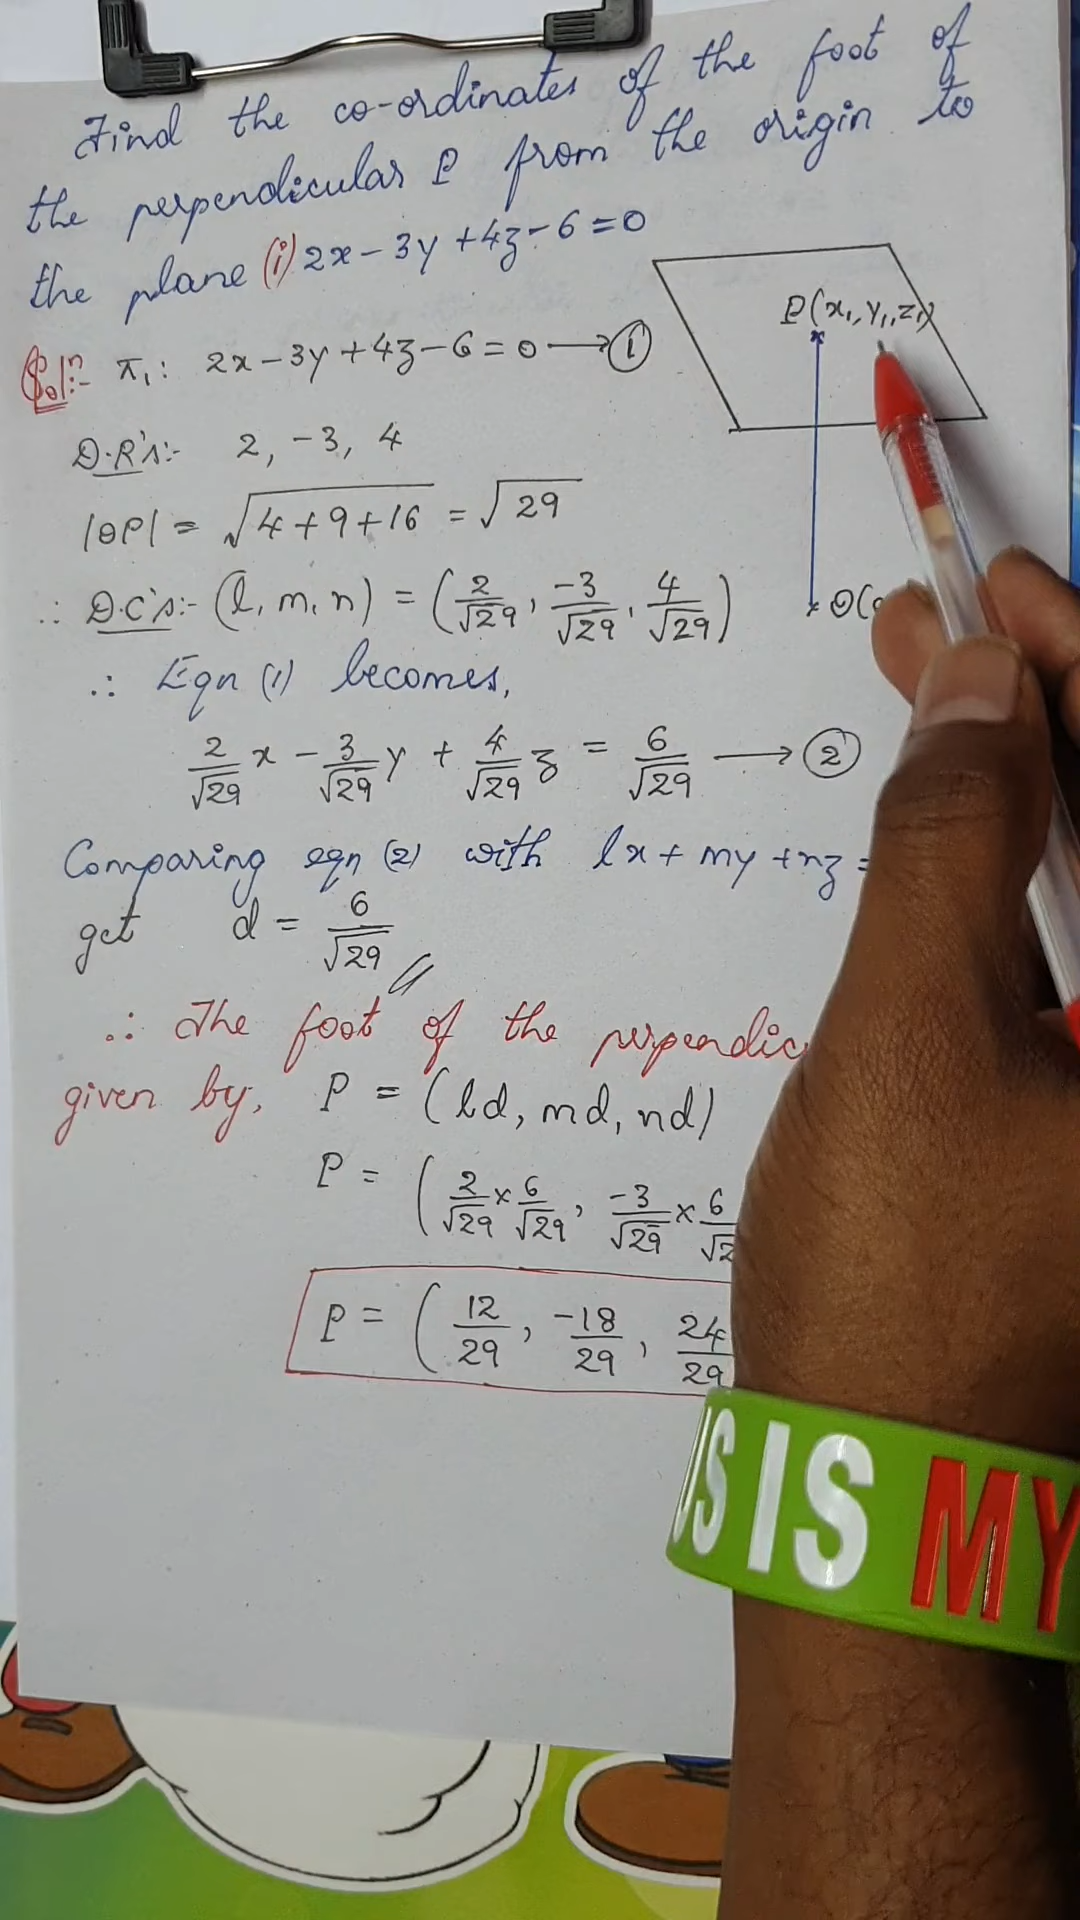 Find the co-ordinates of the foot of
the perpendicular P from the origin to
the plane (i) 2x - 3y + 4z - 6 = 0
P(x₁, y₁, z₁)
Solⁿ:- π₁: 2x - 3y + 4z - 6 = 0 → ①
D.R's:- 2, -3, 4
|OP| = √(4+9+16) = √29
∴ D.C's:- (l, m, n) = (2/√29, -3/√29, 4/√29)
O(
∴ Eqn (1) becomes,
2/√29 x - 3/√29 y + 4/√29 z = 6/√29 → ②
Comparing eqn (2) with lx + my + nz =
get d = 6/√29
∴ The foot of the perpendic
given by, P = (ld, md, nd)
P = (2/√29 × 6/√29, -3/√29 × 6/√2
P = (12/29, -18/29, 24/29
US IS MY